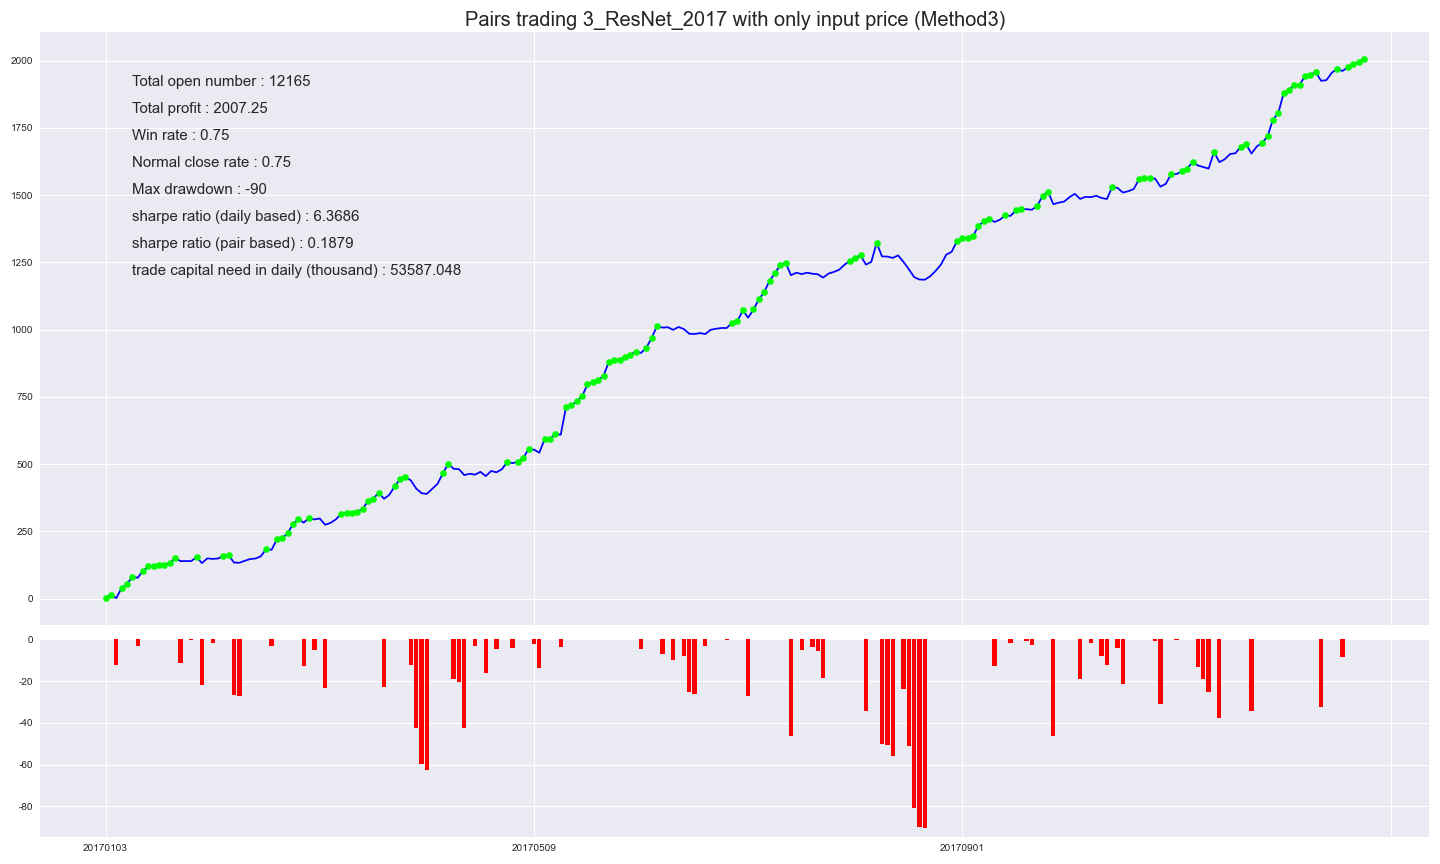 Pairs trading 3_ResNet_2017 with only input price (Method3)
2000
Total open number : 12165
Total profit : 2007.25
1750
Win rate : 0.75
Normal close rate : 0.75
Max drawdown : -90
1500
sharpe ratio (daily based) : 6.3686
sharpe ratio (pair based) : 0.1879
1250
trade capital need in daily (thousand) : 53587.048
1000
750
500
250
0
0
-20
-40
-60
-80
20170103
20170509
20170901